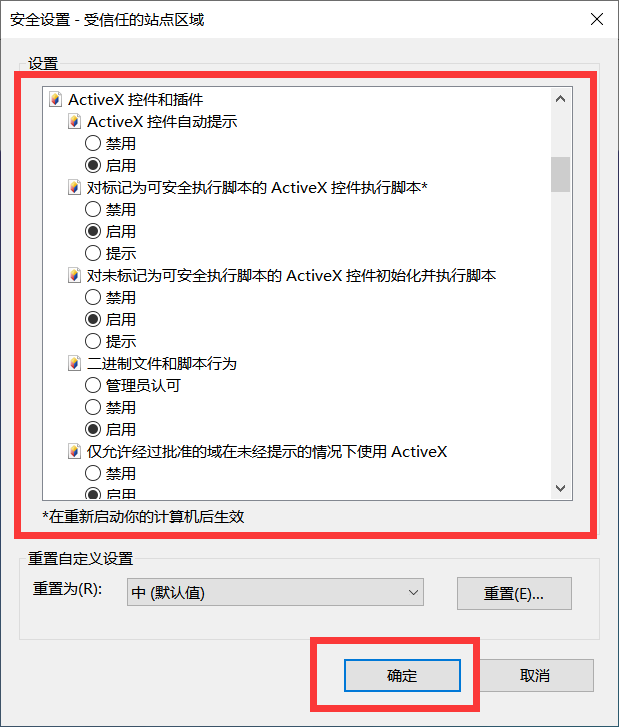 安全设置 - 受信任的站点区域
设置
ActiveX 控件和插件
ActiveX 控件自动提示
禁用
启用
对标记为可安全执行脚本的 ActiveX 控件执行脚本*
禁用
启用
提示
对未标记为可安全执行脚本的 ActiveX 控件初始化并执行脚本
禁用
启用
提示
二进制文件和脚本行为
管理员认可
禁用
启用
仅允许经过批准的域在未经提示的情况下使用 ActiveX
禁用
启用
*在重新启动你的计算机后生效
重置自定义设置
重置为(R):
中 (默认值)
重置(E)...
确定
取消